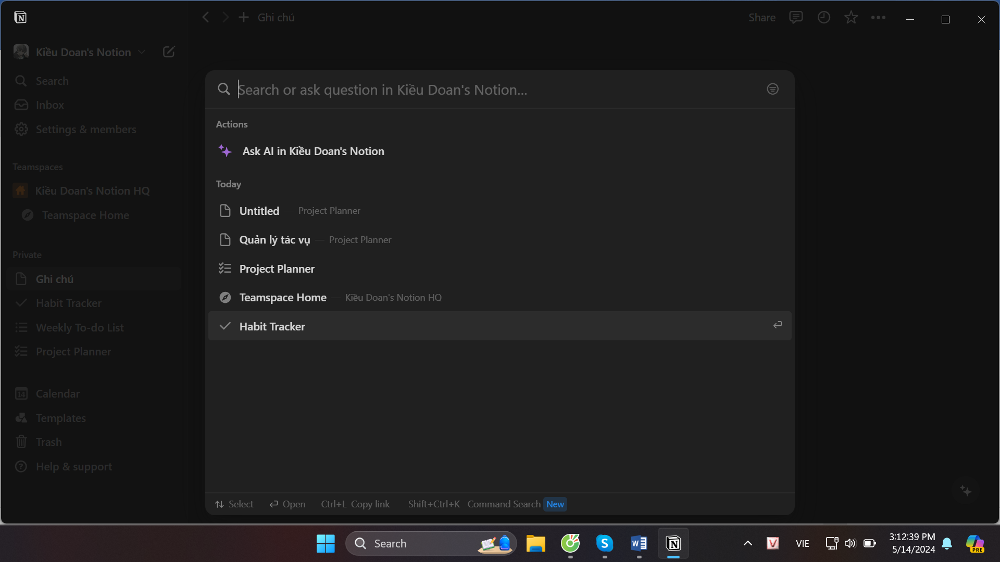 Ghi chú
Share
Kiều Doan's Notion
Search
Inbox
Settings & members
Teamspaces
Kiều Doan's Notion HQ
Teamspace Home
Private
Ghi chú
Habit Tracker
Weekly To-do List
Project Planner
14 Calendar
Templates
Trash
Help & support
Search or ask question in Kiều Doan's Notion...
Actions
Ask AI in Kiều Doan's Notion
Today
Untitled — Project Planner
Quản lý tác vụ — Project Planner
Project Planner
Teamspace Home — Kiều Doan's Notion HQ
Habit Tracker
Select Open Ctrl+L Copy link Shift+Ctrl+K Command Search New
Search
VIE
3:12:39 PM
5/14/2024
PRE